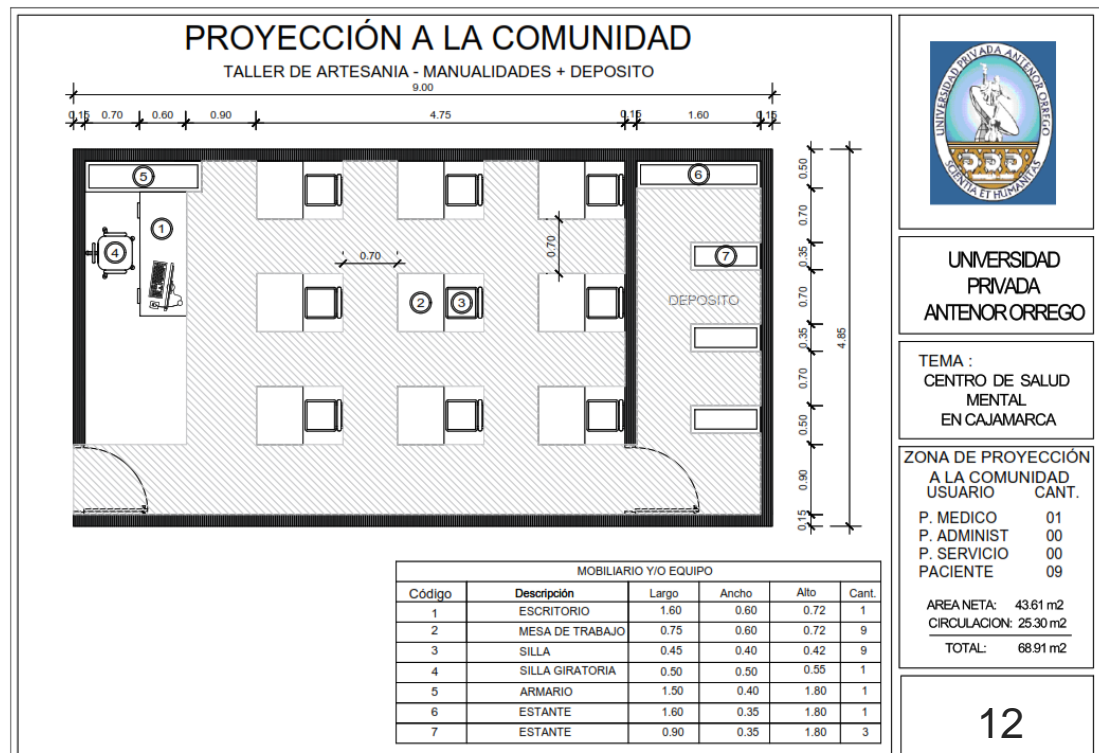 PROYECCIÓN A LA COMUNIDAD
TALLER DE ARTESANIA - MANUALIDADES + DEPOSITO
9.00
0.15 0.70 0.60 0.90 4.75 0.15 1.60 0.15
5
6
1
4
7
0.70
0.70
2
3
DEPOSITO
0.50
0.70
0.35
0.70
0.35
0.70
0.50
0.90
0.15
4.85
MOBILIARIO Y/O EQUIPO
Código Descripción Largo Ancho Alto Cant.
1 ESCRITORIO 1.60 0.60 0.72 1
2 MESA DE TRABAJO 0.75 0.60 0.72 9
3 SILLA 0.45 0.40 0.42 9
4 SILLA GIRATORIA 0.50 0.50 0.55 1
5 ARMARIO 1.50 0.40 1.80 1
6 ESTANTE 1.60 0.35 1.80 1
7 ESTANTE 0.90 0.35 1.80 3
UNIVERSIDAD PRIVADA ANTENOR ORREGO
SCIENTIA ET HUMANITAS
UNIVERSIDAD
PRIVADA
ANTENOR ORREGO
TEMA :
CENTRO DE SALUD
MENTAL
EN CAJAMARCA
ZONA DE PROYECCIÓN
A LA COMUNIDAD
USUARIO CANT.
P. MEDICO 01
P. ADMINIST 00
P. SERVICIO 00
PACIENTE 09
AREA NETA: 43.61 m2
CIRCULACION: 25.30 m2
TOTAL: 68.91 m2
12